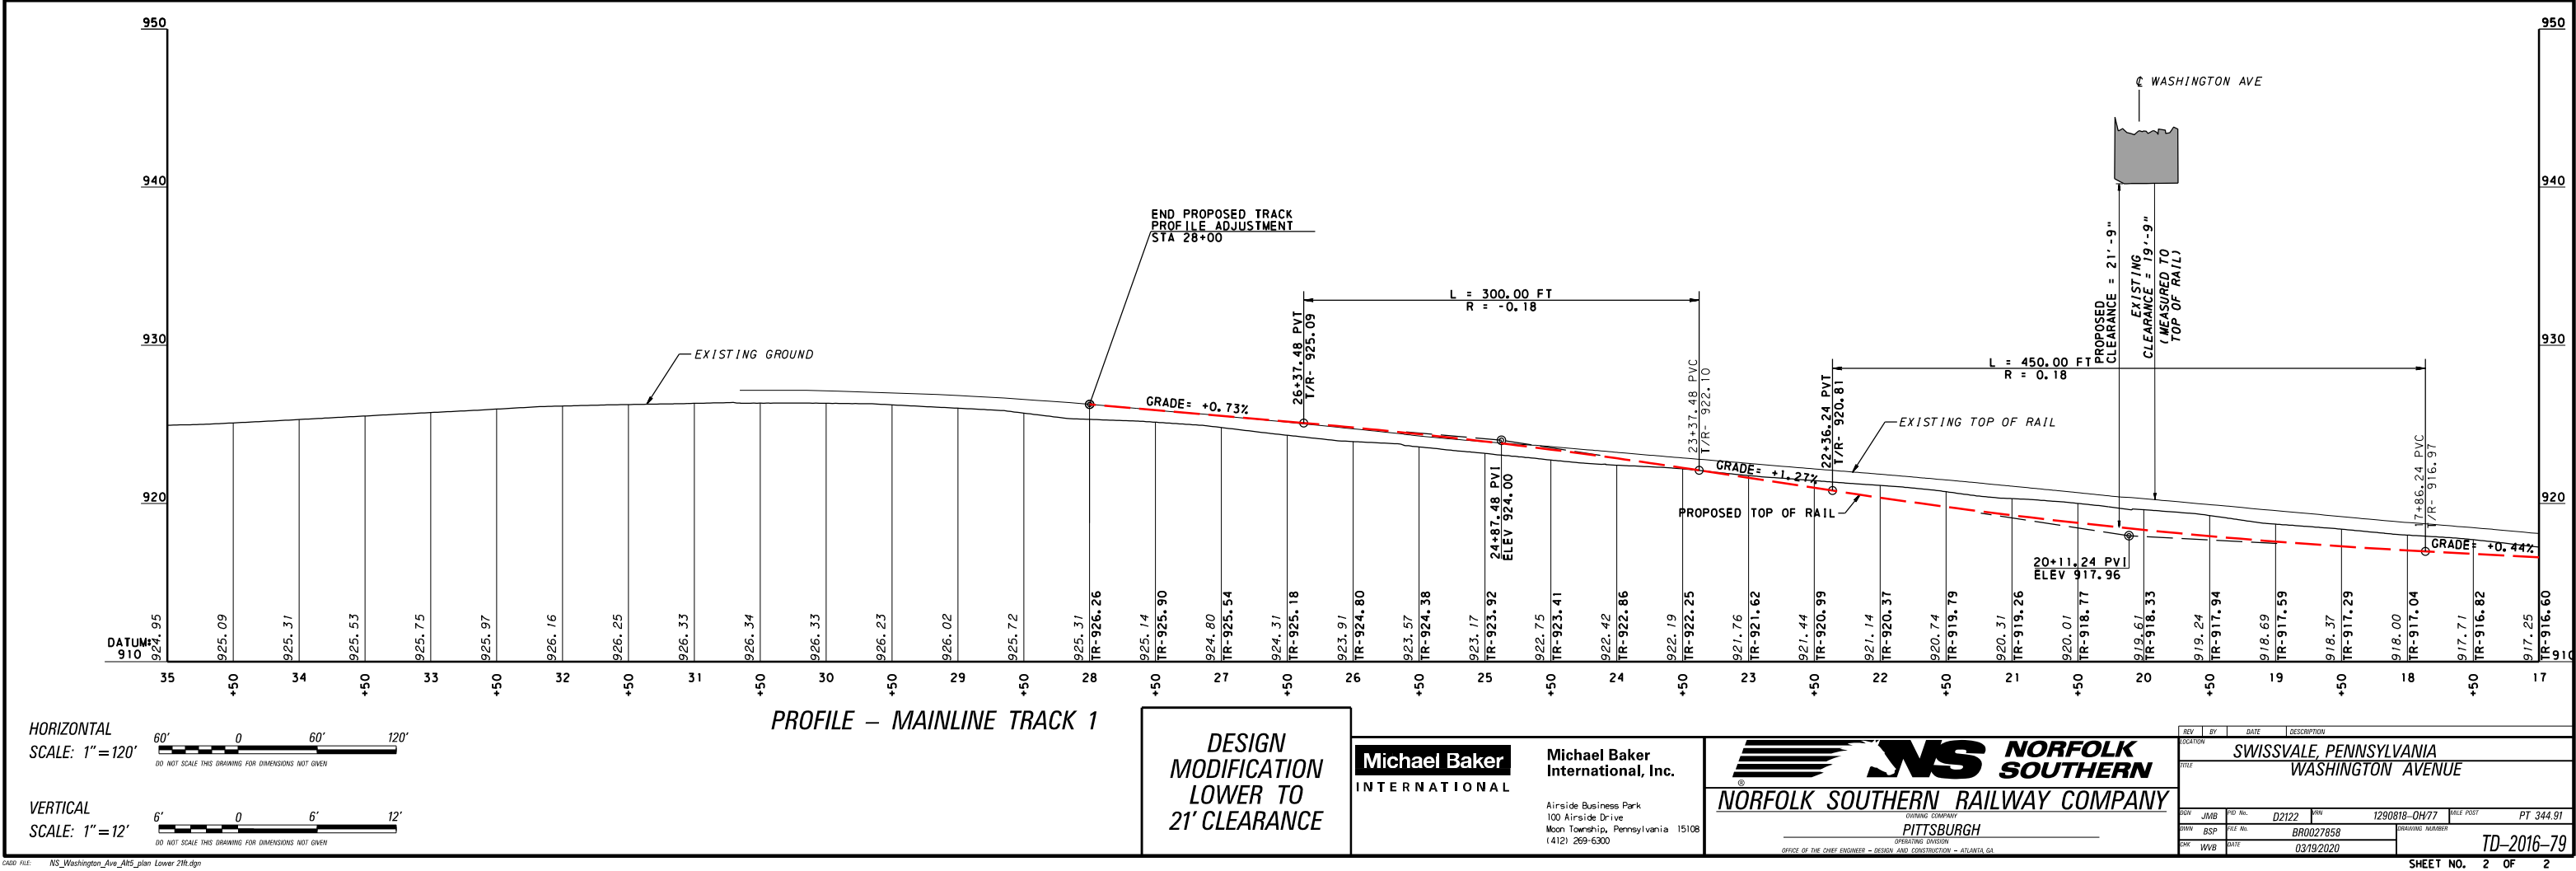 950
940
930
920
DATUM:
910
950
940
930
920
910
℄ WASHINGTON AVE
END PROPOSED TRACK
PROFILE ADJUSTMENT
STA 28+00
L = 300.00 FT
R = -0.18
26+37.48 PVT
T/R- 925.09
23+37.48 PVC
T/R- 922.10
PROPOSED
CLEARANCE = 21'-9"
EXISTING
CLEARANCE = 19'-9"
(MEASURED TO
TOP OF RAIL)
L = 450.00 FT
R = 0.18
22+36.24 PVT
T/R- 920.81
17+86.24 PVC
T/R- 916.97
EXISTING GROUND
GRADE= +0.73%
EXISTING TOP OF RAIL
GRADE= +1.27%
PROPOSED TOP OF RAIL
24+87.48 PVI
ELEV 924.00
20+11.24 PVI
ELEV 917.96
GRADE= +0.44%
924.95
925.09
925.31
925.53
925.75
925.97
926.16
926.25
926.33
926.34
926.33
926.23
926.02
925.72
925.31
TR-926.26
925.14
TR-925.90
924.80
TR-925.54
924.31
TR-925.18
923.91
TR-924.80
923.57
TR-924.38
923.17
TR-923.92
922.75
TR-923.41
922.42
TR-922.86
922.19
TR-922.25
921.76
TR-921.62
921.44
TR-920.99
921.14
TR-920.37
920.74
TR-919.79
920.31
TR-919.26
920.01
TR-918.77
919.61
TR-918.33
919.24
TR-917.94
918.69
TR-917.59
918.37
TR-917.29
918.00
TR-917.04
917.71
TR-916.82
917.25
TR-916.60
35 +50 34 +50 33 +50 32 +50 31 +50 30 +50 29 +50 28 +50 27 +50 26 +50 25 +50 24 +50 23 +50 22 +50 21 +50 20 +50 19 +50 18 +50 17
PROFILE – MAINLINE TRACK 1
HORIZONTAL
SCALE: 1"=120'
60' 0 60' 120'
DO NOT SCALE THIS DRAWING FOR DIMENSIONS NOT GIVEN
VERTICAL
SCALE: 1"=12'
6' 0 6' 12'
DO NOT SCALE THIS DRAWING FOR DIMENSIONS NOT GIVEN
CADD FILE: NS_Washington_Ave_Alt5_plan Lower 21ft.dgn
DESIGN
MODIFICATION
LOWER TO
21' CLEARANCE
Michael Baker
INTERNATIONAL
Michael Baker
International, Inc.
Airside Business Park
100 Airside Drive
Moon Township, Pennsylvania 15108
(412) 269-6300
NS NORFOLK
SOUTHERN
®
NORFOLK SOUTHERN RAILWAY COMPANY
OWNING COMPANY
PITTSBURGH
OPERATING DIVISION
OFFICE OF THE CHIEF ENGINEER – DESIGN AND CONSTRUCTION – ATLANTA, GA.
REV BY DATE DESCRIPTION
LOCATION
SWISSVALE, PENNSYLVANIA
TITLE
WASHINGTON AVENUE
DGN JMB PID No. D2122 VRN 1290818-OH/77 MILE POST PT 344.91
DWN BSP FILE No. BR0027858 DRAWING NUMBER
CHK WVB DATE 03/19/2020 TD–2016–79
SHEET NO. 2 OF 2